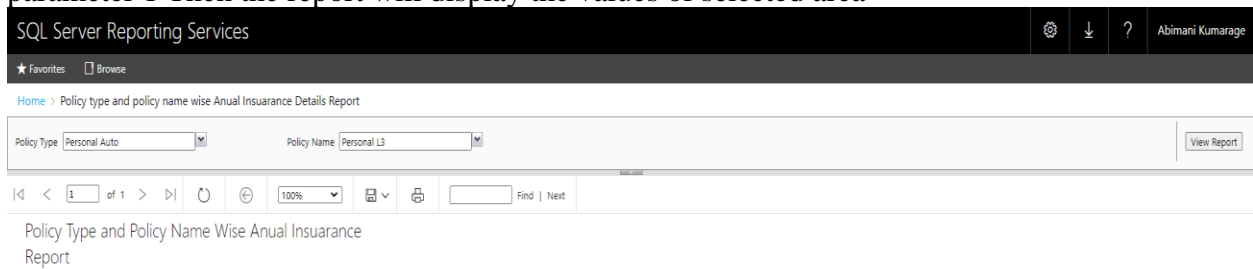 parameter 1 Then the report will display the values of selected area
SQL Server Reporting Services ? Abimani Kumarage
Favorites Browse
Home > Policy type and policy name wise Anual Insuarance Details Report
Policy Type Personal Auto Policy Name Personal L3 View Report
1 of 1 100% Find | Next
Policy Type and Policy Name Wise Anual Insuarance
Report